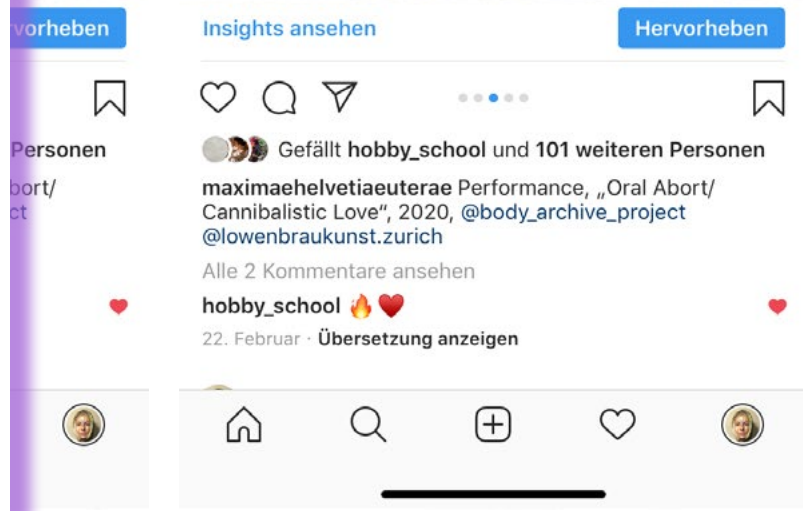 vorheben
Personen
bort/
ct
Insights ansehen
Hervorheben
Gefällt hobby_school und 101 weiteren Personen
maximaehelvetiaeuterae Performance, „Oral Abort/
Cannibalistic Love“, 2020, @body_archive_project
@lowenbraukunst.zurich
Alle 2 Kommentare ansehen
hobby_school 🔥♥️
22. Februar · Übersetzung anzeigen